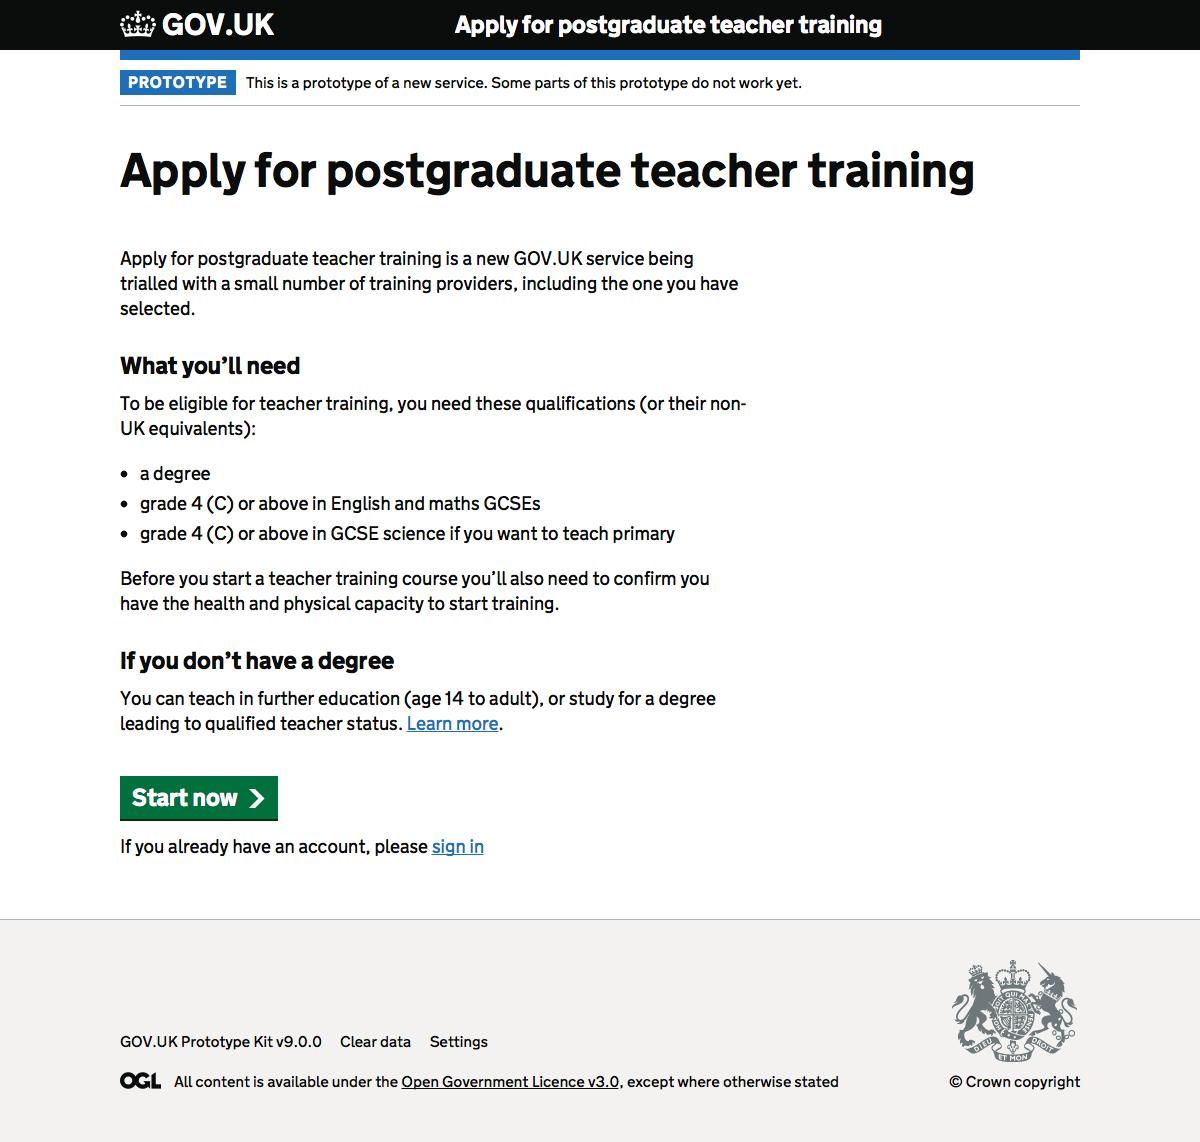 GOV.UK
Apply for postgraduate teacher training
PROTOTYPE This is a prototype of a new service. Some parts of this prototype do not work yet.
Apply for postgraduate teacher training
Apply for postgraduate teacher training is a new GOV.UK service being
trialled with a small number of training providers, including the one you have
selected.
What you’ll need
To be eligible for teacher training, you need these qualifications (or their non-
UK equivalents):
• a degree
• grade 4 (C) or above in English and maths GCSEs
• grade 4 (C) or above in GCSE science if you want to teach primary
Before you start a teacher training course you’ll also need to confirm you
have the health and physical capacity to start training.
If you don’t have a degree
You can teach in further education (age 14 to adult), or study for a degree
leading to qualified teacher status. Learn more.
Start now
If you already have an account, please sign in
GOV.UK Prototype Kit v9.0.0 Clear data Settings
DIEU ET MON DROIT
OGL All content is available under the Open Government Licence v3.0, except where otherwise stated
© Crown copyright